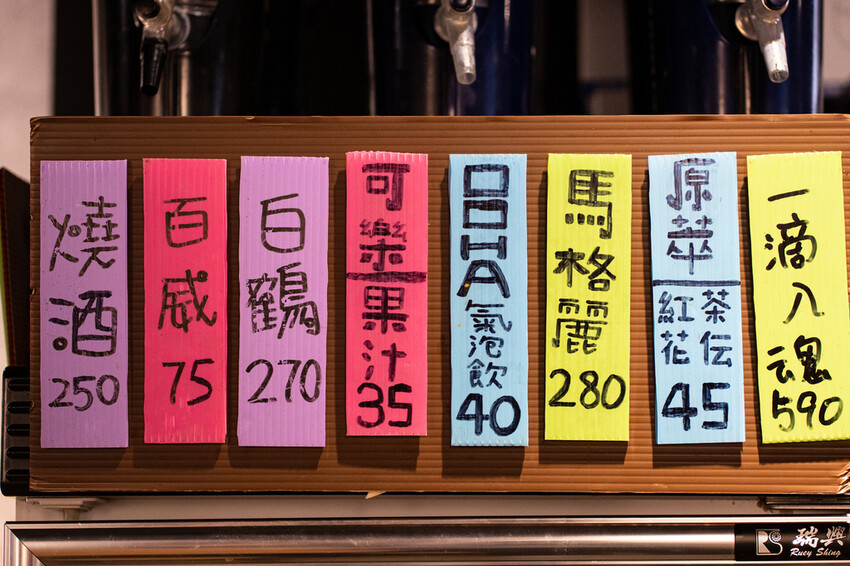 燒酒
250
百威
75
白鶴
270
可樂
果汁
35
OOHA
氣泡飲
40
馬格麗
280
原萃
紅花
茶伝
45
一滴入魂
590
瑞興
Ruey Shing